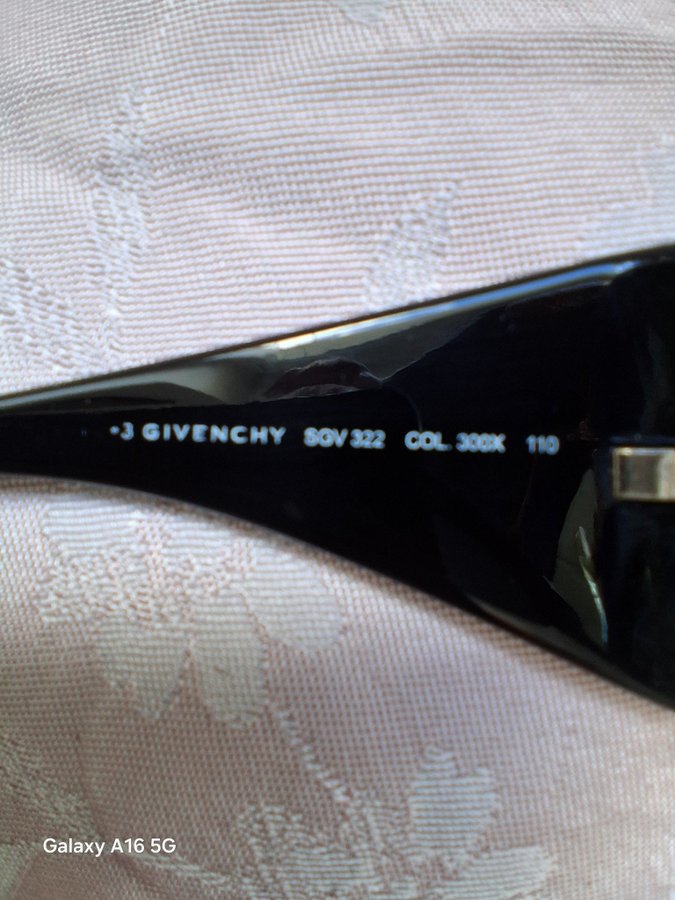 -3 GIVENCHY SGV 322 COL. 300X 110
Galaxy A16 5G